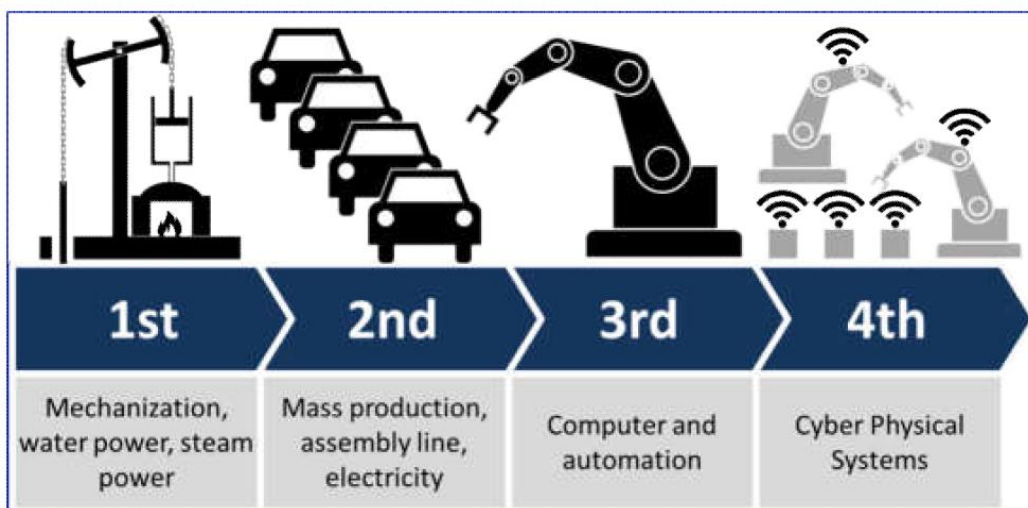 1st
2nd
3rd
4th
Mechanization,
water power, steam
power
Mass production,
assembly line,
electricity
Computer and
automation
Cyber Physical
Systems